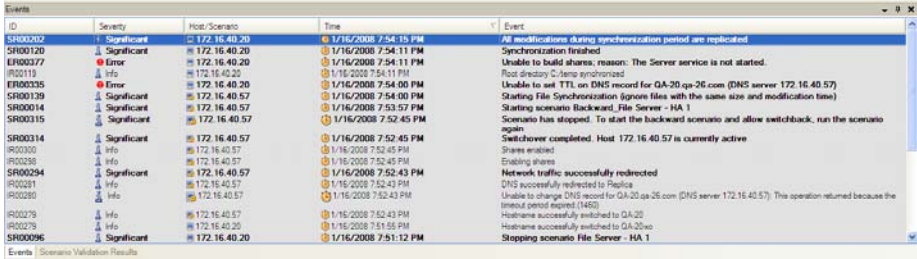 Events
ID Severity Host/Scenario Time Event
SR00202 Significant 172.16.40.20 1/16/2008 7:54:15 PM All modifications during synchronization period are replicated
SR00120 Significant 172.16.40.20 1/16/2008 7:54:11 PM Synchronization finished
ER00377 Error 172.16.40.20 1/16/2008 7:54:11 PM Unable to build shares; reason: The Server service is not started.
IR00119 Info 172.16.40.20 1/16/2008 7:54:11 PM Root directory C:/temp synchronized
ER00335 Error 172.16.40.20 1/16/2008 7:54:00 PM Unable to set TTL on DNS record for QA-20.qa-26.com (DNS server 172.16.40.57)
SR00139 Significant 172.16.40.57 1/16/2008 7:54:00 PM Starting File Synchronization (ignore files with the same size and modification time)
SR00014 Significant 172.16.40.57 1/16/2008 7:53:57 PM Starting scenario Backward_File Server - HA 1
SR00315 Significant 172.16.40.57 1/16/2008 7:52:45 PM Scenario has stopped. To start the backward scenario and allow switchback, run the scenario
again
SR00314 Significant 172.16.40.57 1/16/2008 7:52:45 PM Switchover completed. Host 172.16.40.57 is currently active
IR00300 Info 172.16.40.57 1/16/2008 7:52:45 PM Shares enabled
IR00298 Info 172.16.40.57 1/16/2008 7:52:45 PM Enabling shares
SR00294 Significant 172.16.40.57 1/16/2008 7:52:43 PM Network traffic successfully redirected
IR00281 Info 172.16.40.57 1/16/2008 7:52:43 PM DNS successfully redirected to Replica
IR00280 Info 172.16.40.57 1/16/2008 7:52:43 PM Unable to change DNS record for QA-20.qa-26.com (DNS server 172.16.40.57): This operation returned because the
timeout period expired.(1460)
IR00279 Info 172.16.40.57 1/16/2008 7:52:43 PM Hostname successfully switched to QA-20
IR00279 Info 172.16.40.20 1/16/2008 7:51:55 PM Hostname successfully switched to
SR00096 Significant 172.16.40.20 1/16/2008 7:51:12 PM Stopping scenario File Server - HA 1
Events Scenario Validation Results